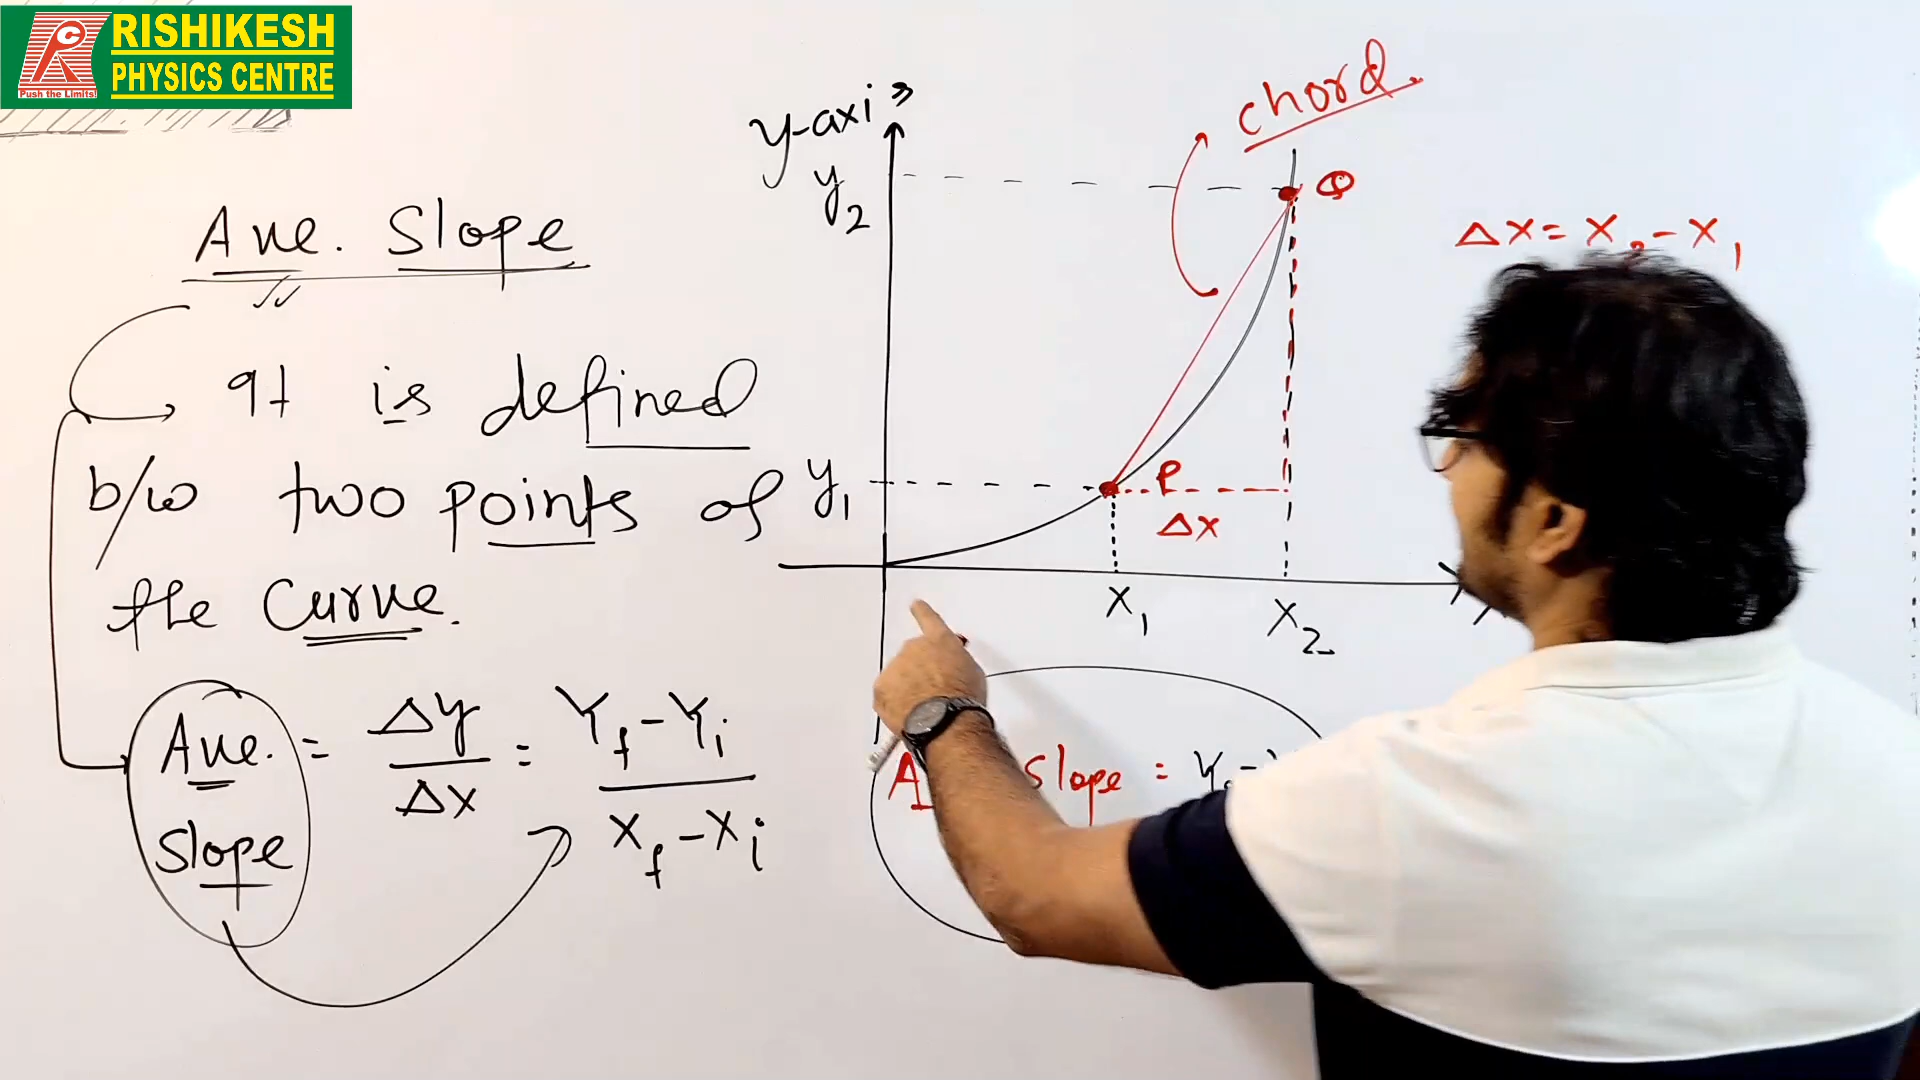 RISHIKESH
PHYSICS CENTRE
Push the Limits!
Ave. Slope
It is defined
b/w two points of
the Curve.
Ave. Slope = Δy/Δx = Yf-Yi/Xf-Xi
y-axis
y2
y1
chord
Q
P
Δx
X1
X2
Δx = X2-X1
Slope =